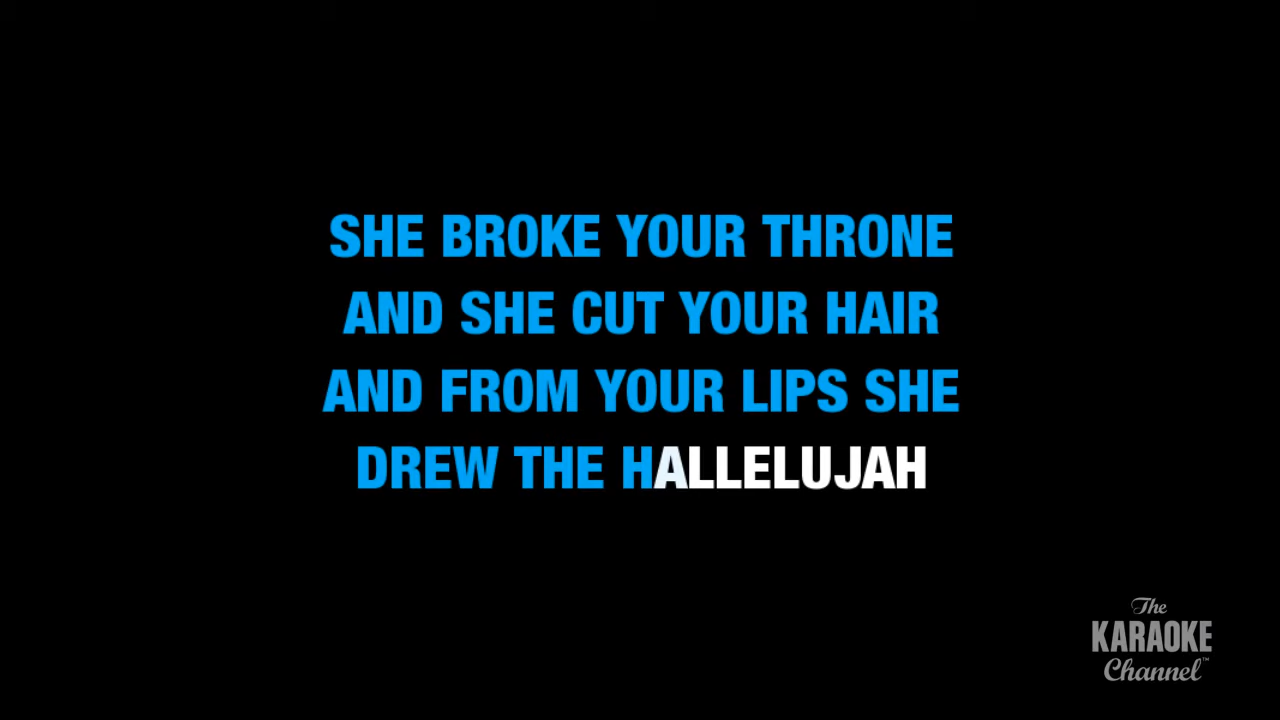 SHE BROKE YOUR THRONE
AND SHE CUT YOUR HAIR
AND FROM YOUR LIPS SHE
DREW THE HALLELUJAH
The
KARAOKE
Channel™